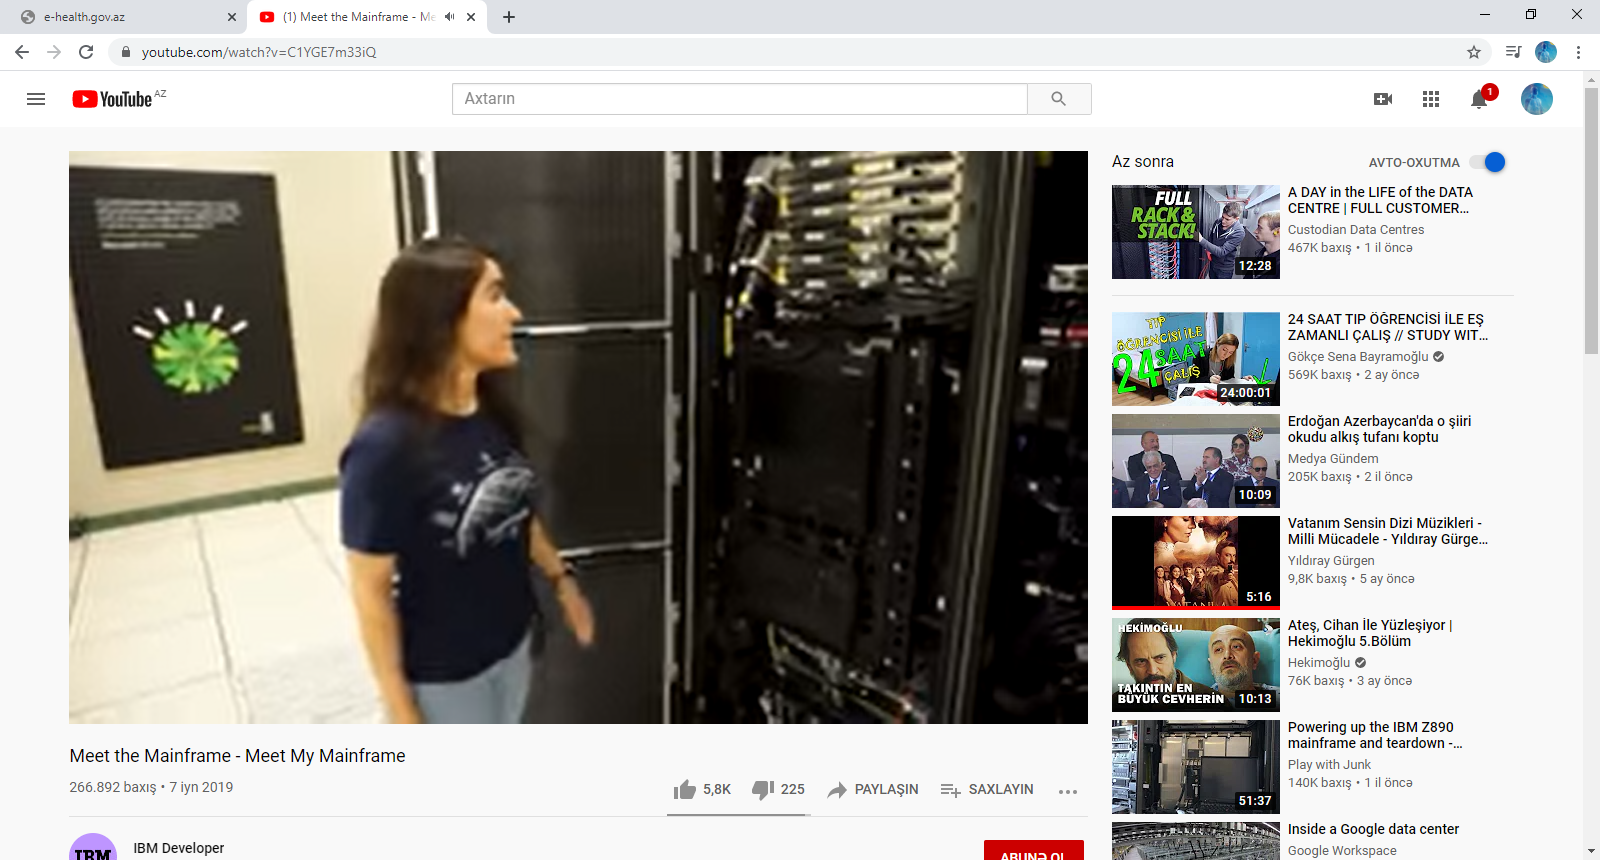 e-health.gov.az
(1) Meet the Mainframe - Me
youtube.com/watch?v=C1YGE7m33iQ
YouTube AZ
Axtarın
1
Meet the Mainframe - Meet My Mainframe
266.892 baxış • 7 iyn 2019
5,8K
225
PAYLAŞIN
SAXLAYIN
IBM
IBM Developer
ABUNƏ OL
Az sonra
AVTO-OXUTMA
FULL
RACK &
STACK!
12:28
A DAY in the LIFE of the DATA
CENTRE | FULL CUSTOMER...
Custodian Data Centres
467K baxış • 1 il öncə
TIP
ÖĞRENCİSİ İLE
24 SAAT
ÇALIŞ
24:00:01
24 SAAT TIP ÖĞRENCİSİ İLE EŞ
ZAMANLI ÇALIŞ // STUDY WIT...
Gökçe Sena Bayramoğlu
569K baxış • 2 ay öncə
10:09
Erdoğan Azerbaycan'da o şiiri
okudu alkış tufanı koptu
Medya Gündem
205K baxış • 2 il öncə
VATANIM
5:16
Vatanım Sensin Dizi Müzikleri -
Milli Mücadele - Yıldıray Gürge...
Yıldıray Gürgen
9,8K baxış • 5 ay öncə
HEKİMOĞLU
TAKINTIN EN
BÜYÜK CEVHERİN
10:13
Ateş, Cihan İle Yüzleşiyor |
Hekimoğlu 5.Bölüm
Hekimoğlu
76K baxış • 3 ay öncə
51:37
Powering up the IBM Z890
mainframe and teardown -...
Play with Junk
140K baxış • 1 il öncə
Inside a Google data center
Google Workspace